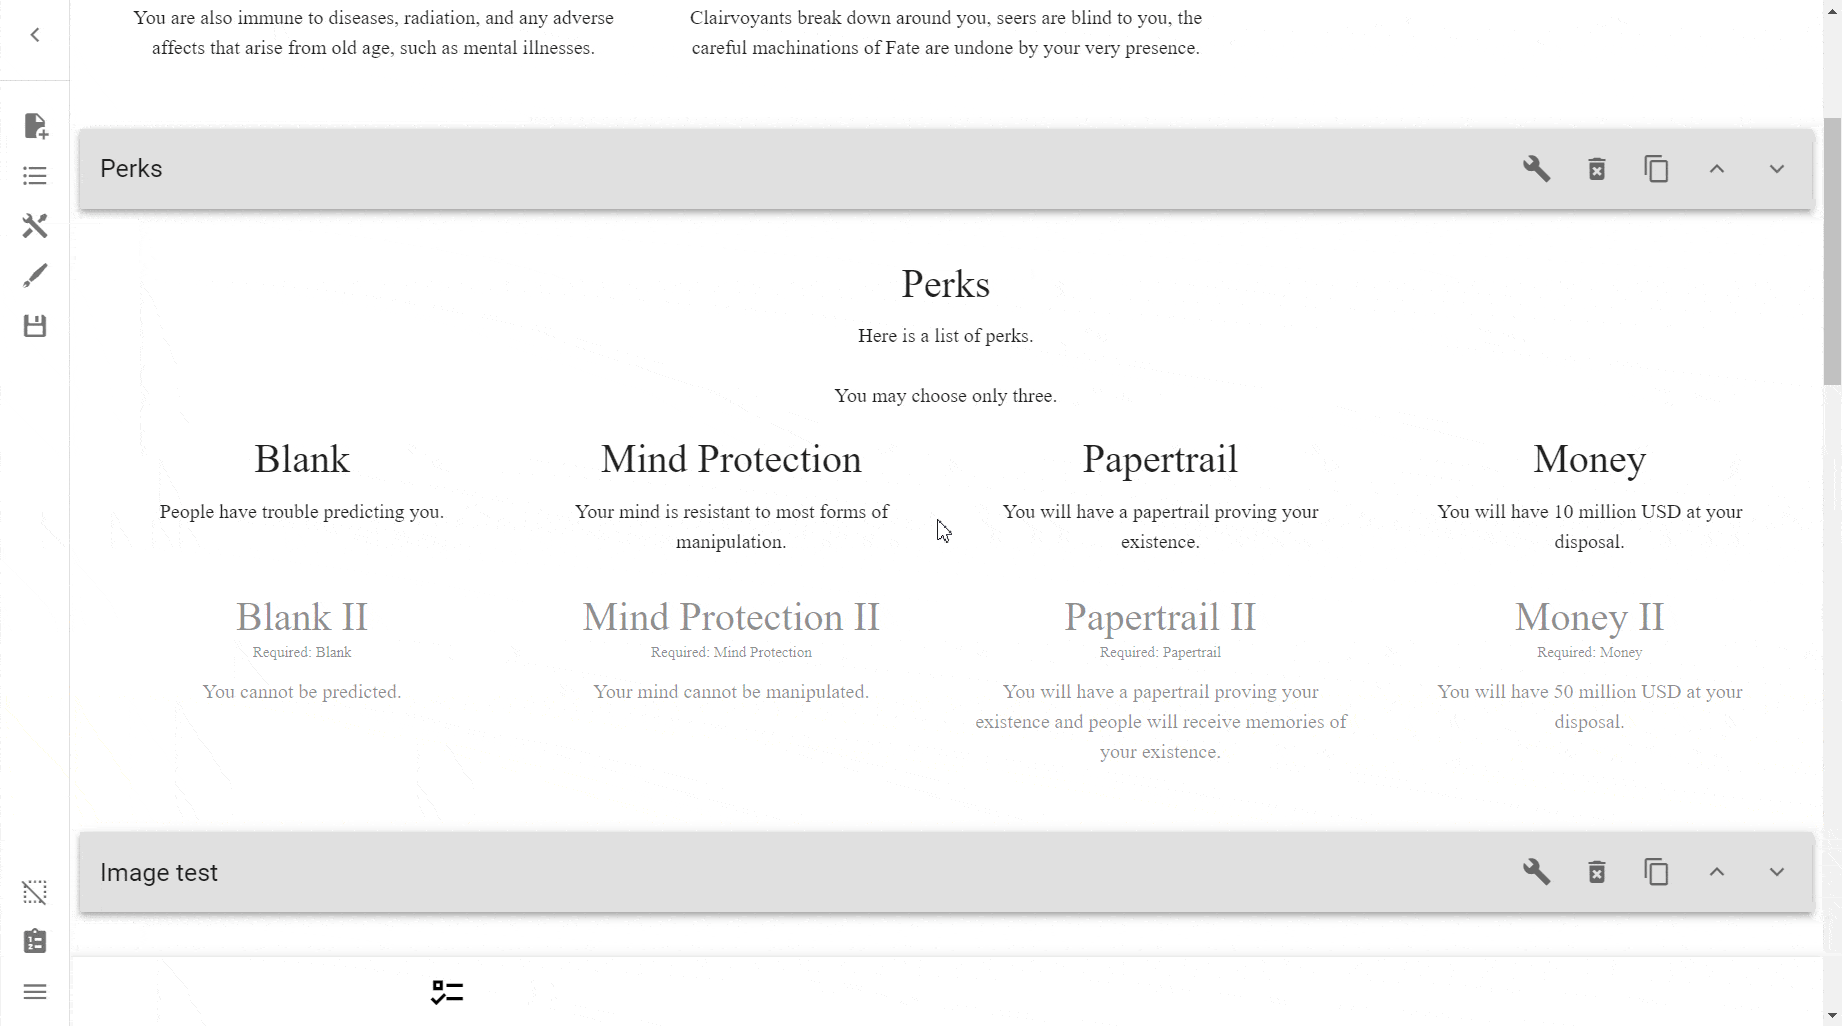 You are also immune to diseases, radiation, and any adverse
affects that arise from old age, such as mental illnesses.
Clairvoyants break down around you, seers are blind to you, the
careful machinations of Fate are undone by your very presence.
Perks
Perks
Here is a list of perks.
You may choose only three.
Blank
People have trouble predicting you.
Mind Protection
Your mind is resistant to most forms of
manipulation.
Papertrail
You will have a papertrail proving your
existence.
Money
You will have 10 million USD at your
disposal.
Blank II
Required: Blank
You cannot be predicted.
Mind Protection II
Required: Mind Protection
Your mind cannot be manipulated.
Papertrail II
Required: Papertrail
You will have a papertrail proving your
existence and people will receive memories of
your existence.
Money II
Required: Money
You will have 50 million USD at your
disposal.
Image test